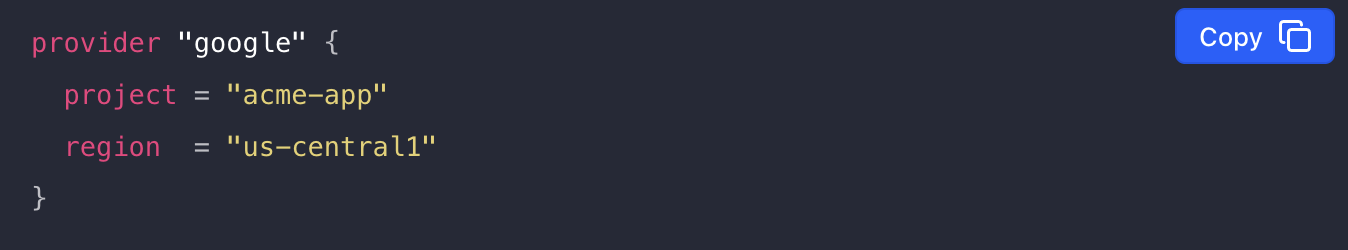 provider "google" {
Copy
  project = "acme-app"
  region  = "us-central1"
}